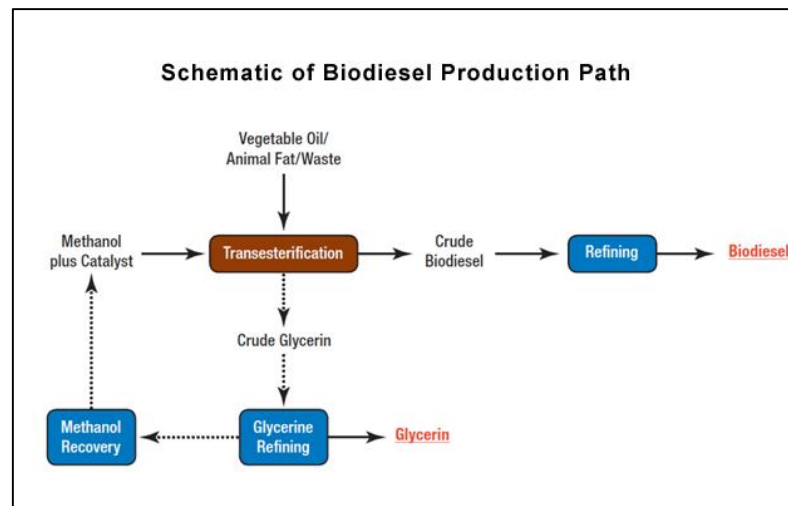 Schematic of Biodiesel Production Path
Vegetable Oil/
Animal Fat/Waste
Methanol
plus Catalyst
Transesterification
Crude
Biodiesel
Refining
Biodiesel
Crude Glycerin
Methanol
Recovery
Glycerine
Refining
Glycerin